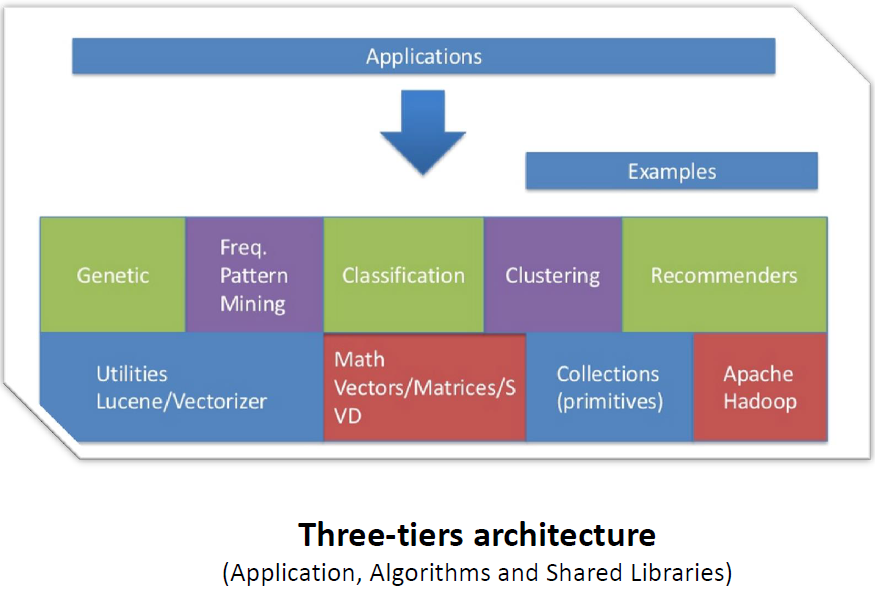 Applications
Examples
Genetic
Freq.
Pattern
Mining
Classification
Clustering
Recommenders
Utilities
Lucene/Vectorizer
Math
Vectors/Matrices/S
VD
Collections
(primitives)
Apache
Hadoop
Three-tiers architecture
(Application, Algorithms and Shared Libraries)